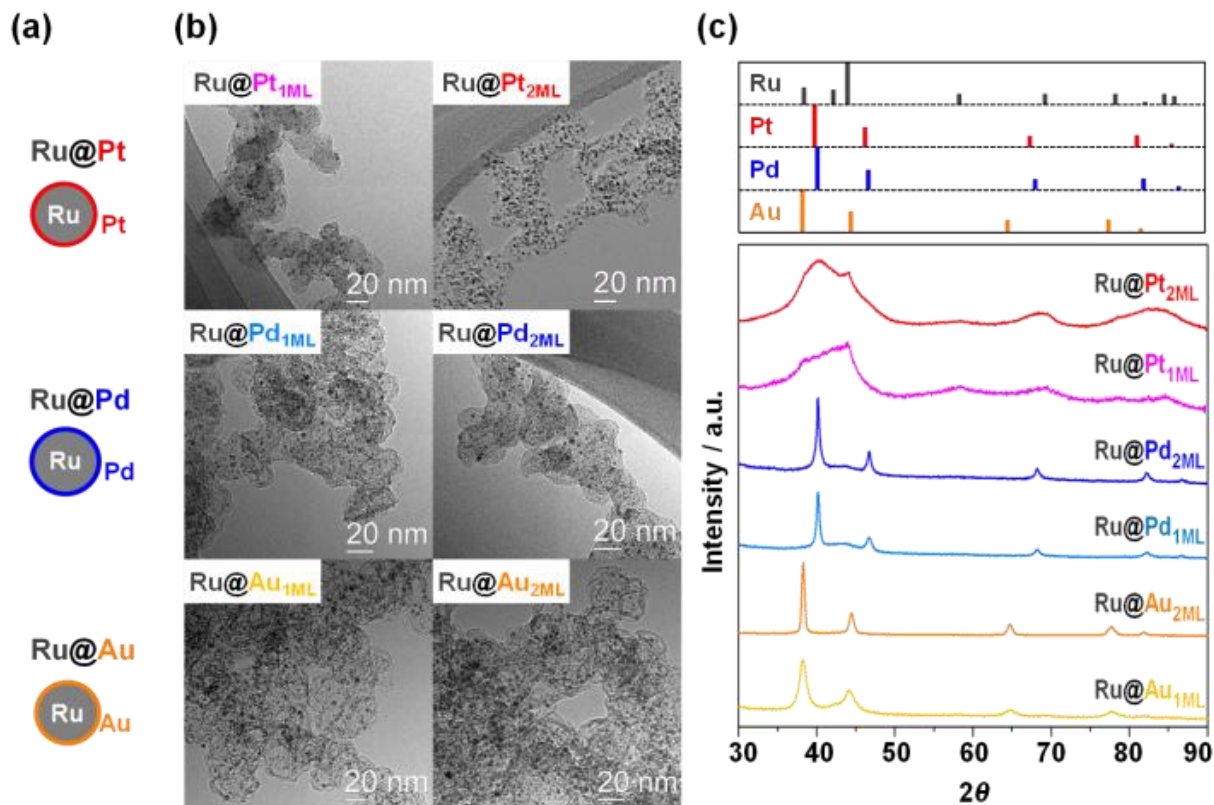 (a)
Ru@Pt
Ru
Pt
Ru@Pd
Ru
Pd
Ru@Au
Ru
Au
(b)
Ru@Pt1ML
20 nm
Ru@Pt2ML
20 nm
Ru@Pd1ML
20 nm
Ru@Pd2ML
20 nm
Ru@Au1ML
20 nm
Ru@Au2ML
20 nm
(c)
Ru
Pt
Pd
Au
Ru@Pt2ML
Ru@Pt1ML
Ru@Pd2ML
Ru@Pd1ML
Ru@Au2ML
Ru@Au1ML
Intensity / a.u.
30 40 50 60 70 80 90
2θ